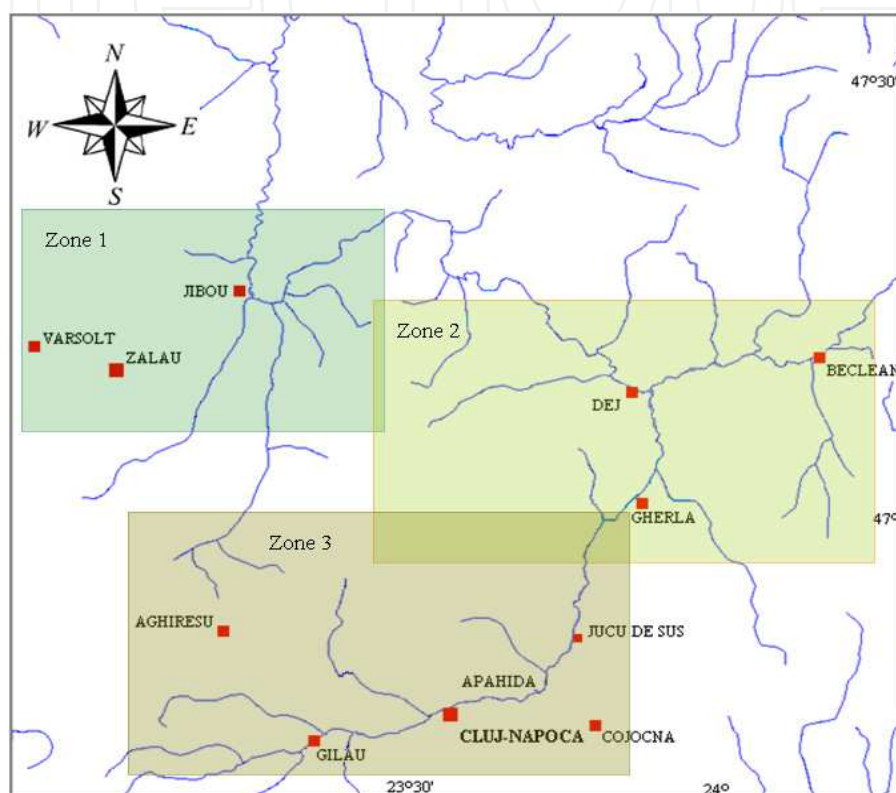 N
47°30'
W E
S
Zone 1
JIBOU
Zone 2
VARSOLT
ZALAU
BECLEAN
DEJ
GHERLA
47°
Zone 3
AGHIRESU
JUCU DE SUS
APAHIDA
CLUJ-NAPOCA
COJOCNA
GILAU
23°30'
24°